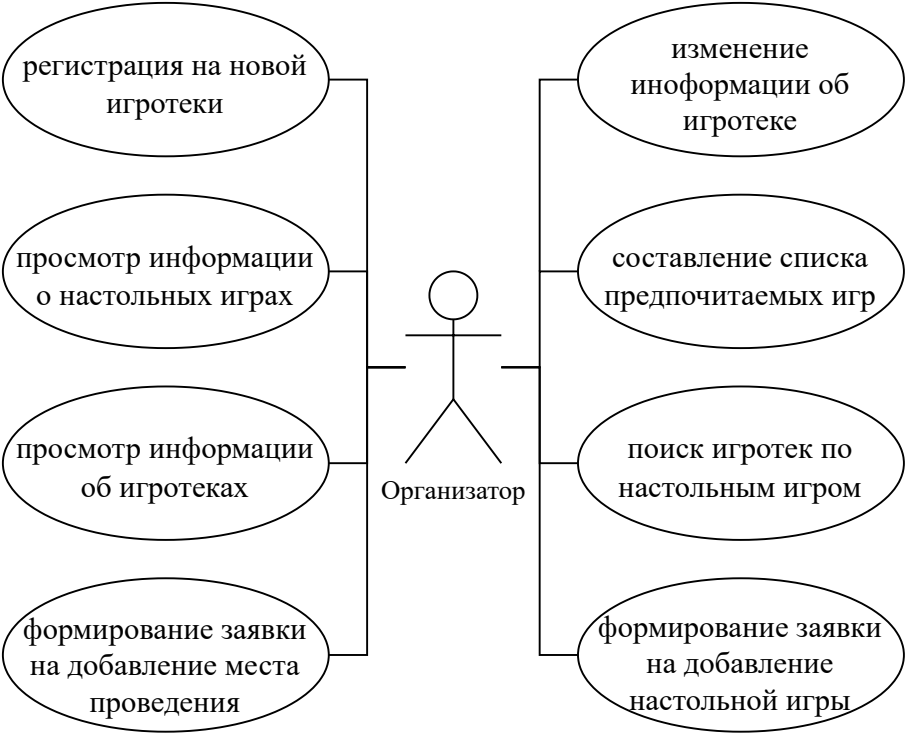 регистрация на новой
игротеки
просмотр информации
о настольных играх
просмотр информации
об игротеках
формирование заявки
на добавление места
проведения
Организатор
изменение
иноформации об
игротеке
составление списка
предпочитаемых игр
поиск игротек по
настольным игром
формирование заявки
на добавление
настольной игры